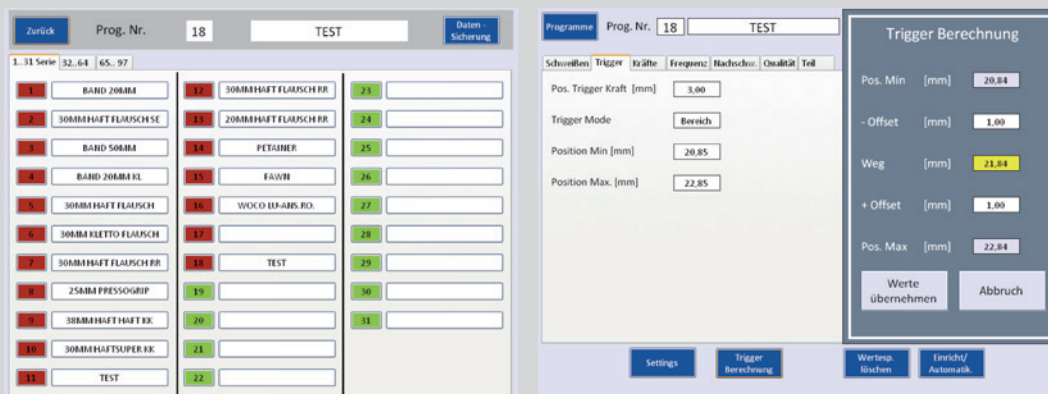 Zurück
Prog. Nr.
18
TEST
Daten -
Sicherung
1..31 Serie 32..64 65.. 97
1 BAND 20MM
2 30MM HAFT FLAUSCH SE
3 BAND 50MM
4 BAND 20MM KL
5 30MM HAFT FLAUSCH
6 30MM KLETTO FLAUSCH
7 30MM HAFT FLAUSCH RR
8 25MM PRESSOGRIP
9 38MM HAFT HAFT KK
10 30MM HAFTSUPER KK
11 TEST
12 30MM HAFT FLAUSCH RR
13 20MM HAFT FLAUSCH RR
14 PETAINER
15 FAWN
16 WOCO LU-ANS.RO.
17
18 TEST
19
20
21
22
23
24
25
26
27
28
29
30
31
Programme
Prog. Nr.
18
TEST
Schweißen Trigger Kräfte Frequenz Nachschw. Qualität Teil
Pos. Trigger Kraft [mm] 3,00
Trigger Mode Bereich
Position Min [mm] 20,85
Position Max. [mm] 22,85
Trigger Berechnung
Pos. Min [mm] 20,84
- Offset [mm] 1,00
Weg [mm] 21,84
+ Offset [mm] 1,00
Pos. Max [mm] 22,84
Werte
übernehmen
Abbruch
Settings
Trigger
Berechnung
Wertesp.
löschen
Einricht/
Automatik.